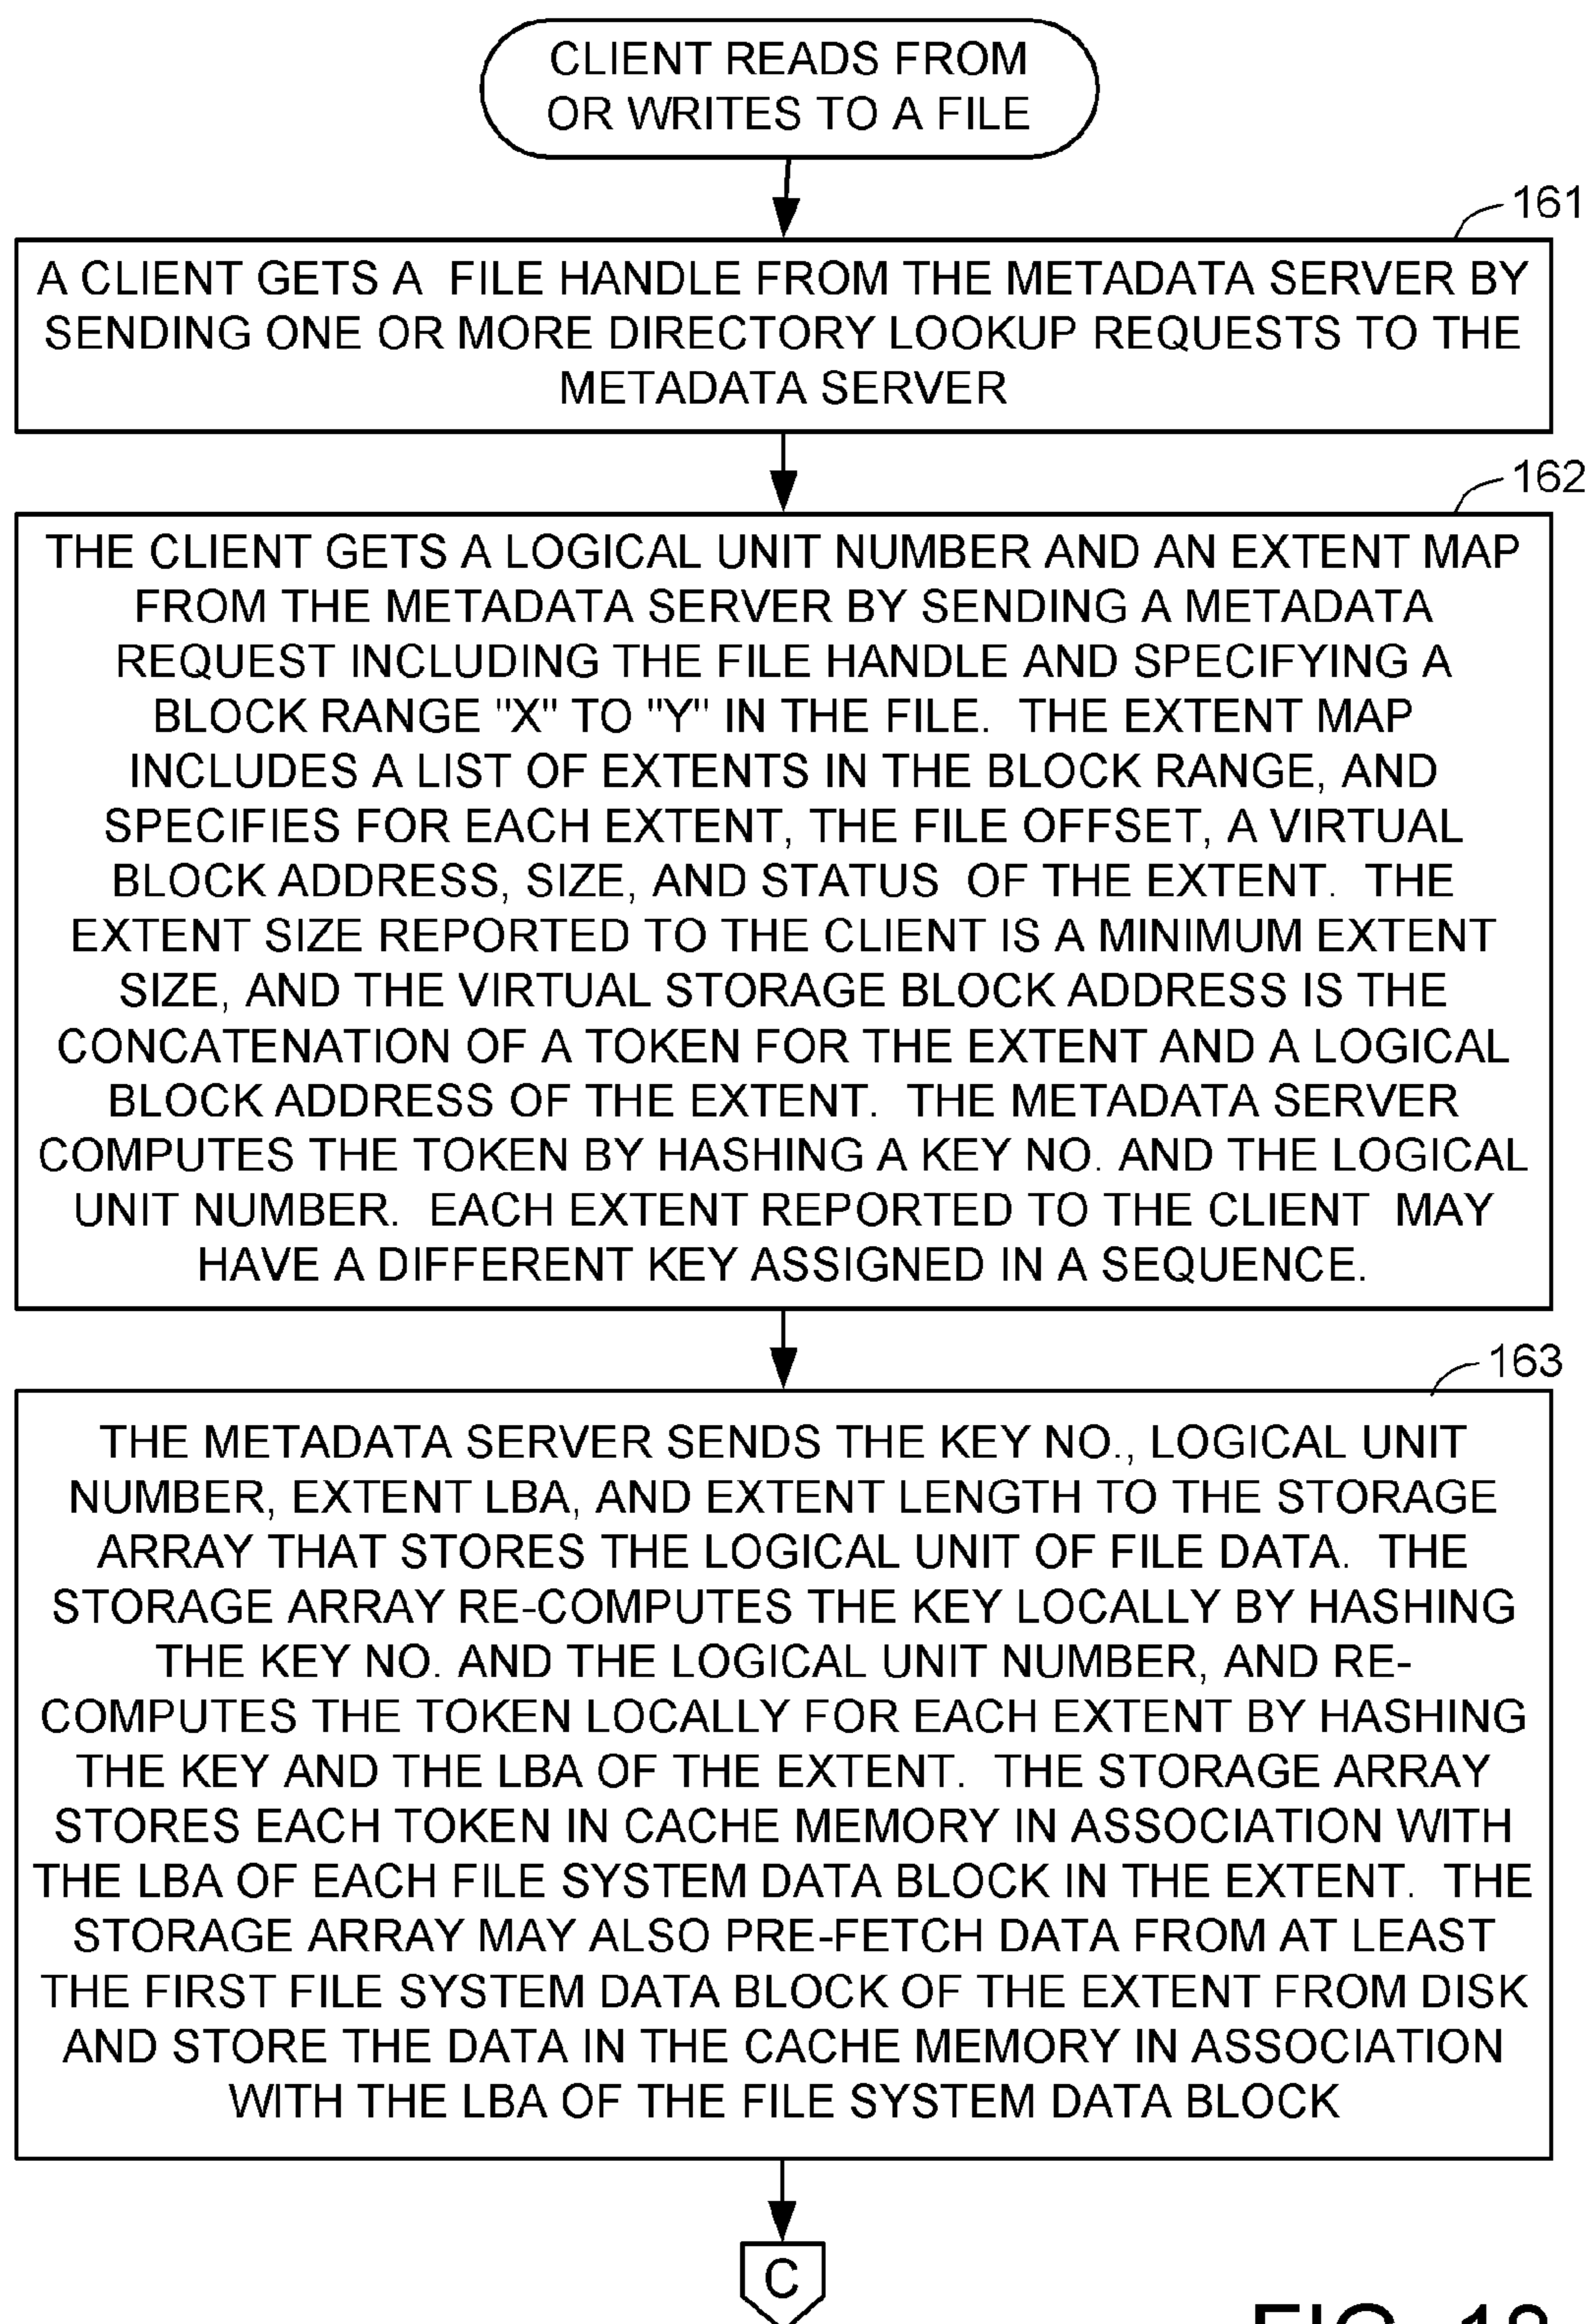 CLIENT READS FROM
OR WRITES TO A FILE
161
A CLIENT GETS A FILE HANDLE FROM THE METADATA SERVER BY
SENDING ONE OR MORE DIRECTORY LOOKUP REQUESTS TO THE
METADATA SERVER
162
THE CLIENT GETS A LOGICAL UNIT NUMBER AND AN EXTENT MAP
FROM THE METADATA SERVER BY SENDING A METADATA
REQUEST INCLUDING THE FILE HANDLE AND SPECIFYING A
BLOCK RANGE "X" TO "Y" IN THE FILE. THE EXTENT MAP
INCLUDES A LIST OF EXTENTS IN THE BLOCK RANGE, AND
SPECIFIES FOR EACH EXTENT, THE FILE OFFSET, A VIRTUAL
BLOCK ADDRESS, SIZE, AND STATUS OF THE EXTENT. THE
EXTENT SIZE REPORTED TO THE CLIENT IS A MINIMUM EXTENT
SIZE, AND THE VIRTUAL STORAGE BLOCK ADDRESS IS THE
CONCATENATION OF A TOKEN FOR THE EXTENT AND A LOGICAL
BLOCK ADDRESS OF THE EXTENT. THE METADATA SERVER
COMPUTES THE TOKEN BY HASHING A KEY NO. AND THE LOGICAL
UNIT NUMBER. EACH EXTENT REPORTED TO THE CLIENT MAY
HAVE A DIFFERENT KEY ASSIGNED IN A SEQUENCE.
163
THE METADATA SERVER SENDS THE KEY NO., LOGICAL UNIT
NUMBER, EXTENT LBA, AND EXTENT LENGTH TO THE STORAGE
ARRAY THAT STORES THE LOGICAL UNIT OF FILE DATA. THE
STORAGE ARRAY RE-COMPUTES THE KEY LOCALLY BY HASHING
THE KEY NO. AND THE LOGICAL UNIT NUMBER, AND RE-
COMPUTES THE TOKEN LOCALLY FOR EACH EXTENT BY HASHING
THE KEY AND THE LBA OF THE EXTENT. THE STORAGE ARRAY
STORES EACH TOKEN IN CACHE MEMORY IN ASSOCIATION WITH
THE LBA OF EACH FILE SYSTEM DATA BLOCK IN THE EXTENT. THE
STORAGE ARRAY MAY ALSO PRE-FETCH DATA FROM AT LEAST
THE FIRST FILE SYSTEM DATA BLOCK OF THE EXTENT FROM DISK
AND STORE THE DATA IN THE CACHE MEMORY IN ASSOCIATION
WITH THE LBA OF THE FILE SYSTEM DATA BLOCK
C